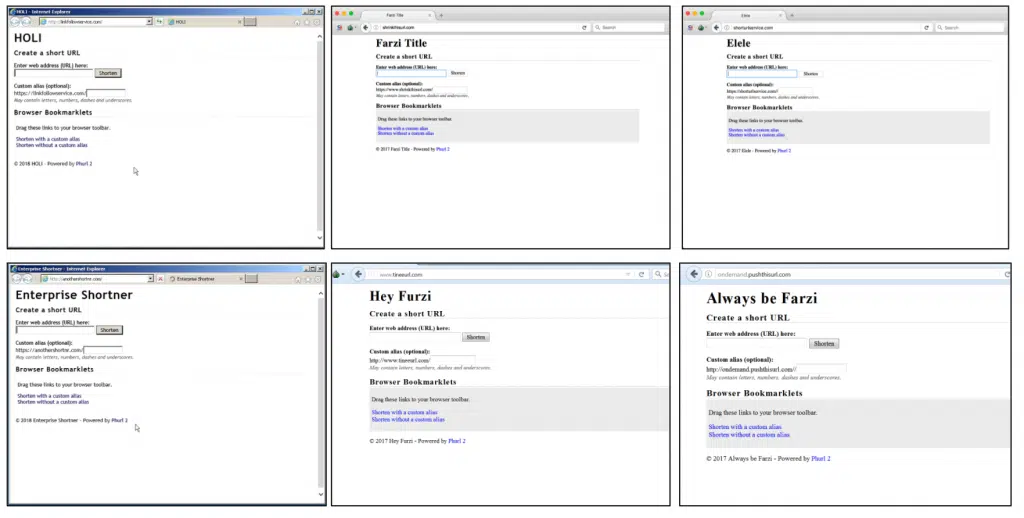 HOLI - Internet Explorer
http://linkfollowservice.com/
HOLI
HOLI
Create a short URL
Enter web address (URL) here:
Shorten
Custom alias (optional):
https://linkfollowservice.com/
May contain letters, numbers, dashes and underscores.
Browser Bookmarklets
Drag these links to your browser toolbar.
Shorten with a custom alias
Shorten without a custom alias
© 2018 HOLI - Powered by Phurl 2
Farzi Title
Search
Farzi Title
Create a short URL
Enter web address (URL) here:
Shorten
Custom alias (optional):
May contain letters, numbers, dashes and underscores.
Browser Bookmarklets
Drag these links to your browser toolbar.
Shorten with a custom alias
Shorten without a custom alias
© 2017 Farzi Title - Powered by Phurl 2
Elele
Search
Elele
Create a short URL
Enter web address (URL) here:
Shorten
Custom alias (optional):
May contain letters, numbers, dashes and underscores.
Browser Bookmarklets
Drag these links to your browser toolbar.
Shorten with a custom alias
Shorten without a custom alias
© 2017 Elele - Powered by Phurl 2
Enterprise Shortner - Internet Explorer
Enterprise Shortner
Enterprise Shortner
Create a short URL
Enter web address (URL) here:
Shorten
Custom alias (optional):
https://anothershortnr.com/
May contain letters, numbers, dashes and underscores.
Browser Bookmarklets
Drag these links to your browser toolbar.
Shorten with a custom alias
Shorten without a custom alias
© 2018 Enterprise Shortner - Powered by Phurl 2
www.tineeurl.com
Hey Furzi
Create a short URL
Enter web address (URL) here:
Shorten
Custom alias (optional):
http://www.tineeurl.com/
May contain letters, numbers, dashes and underscores.
Browser Bookmarklets
Drag these links to your browser toolbar.
Shorten with a custom alias
Shorten without a custom alias
© 2017 Hey Furzi - Powered by Phurl 2
ondemand.pushthisurl.com
Always be Farzi
Create a short URL
Enter web address (URL) here:
Shorten
Custom alias (optional):
http://ondemand.pushthisurl.com//
May contain letters, numbers, dashes and underscores.
Browser Bookmarklets
Drag these links to your browser toolbar.
Shorten with a custom alias
Shorten without a custom alias
© 2017 Always be Farzi - Powered by Phurl 2